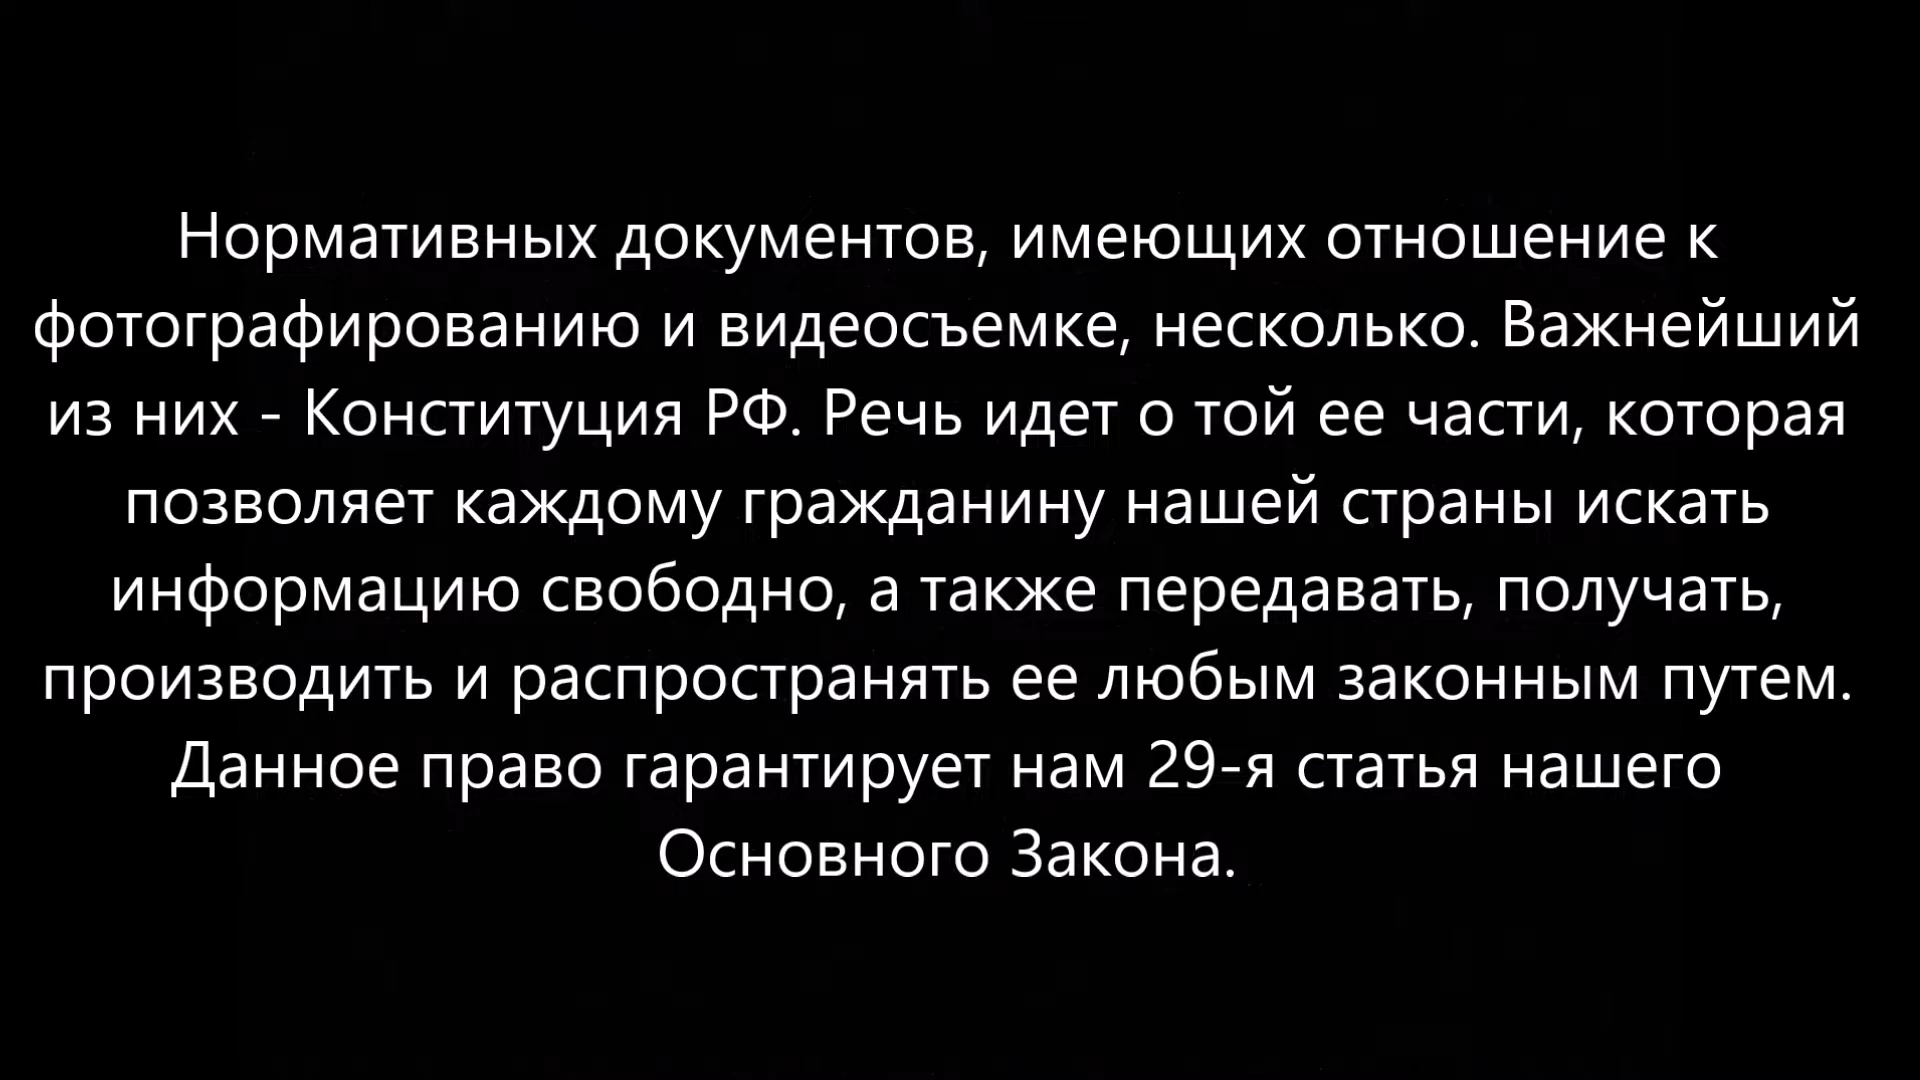 Нормативных документов, имеющих отношение к
фотографированию и видеосъемке, несколько. Важнейший
из них - Конституция РФ. Речь идет о той ее части, которая
позволяет каждому гражданину нашей страны искать
информацию свободно, а также передавать, получать,
производить и распространять ее любым законным путем.
Данное право гарантирует нам 29-я статья нашего
Основного Закона.